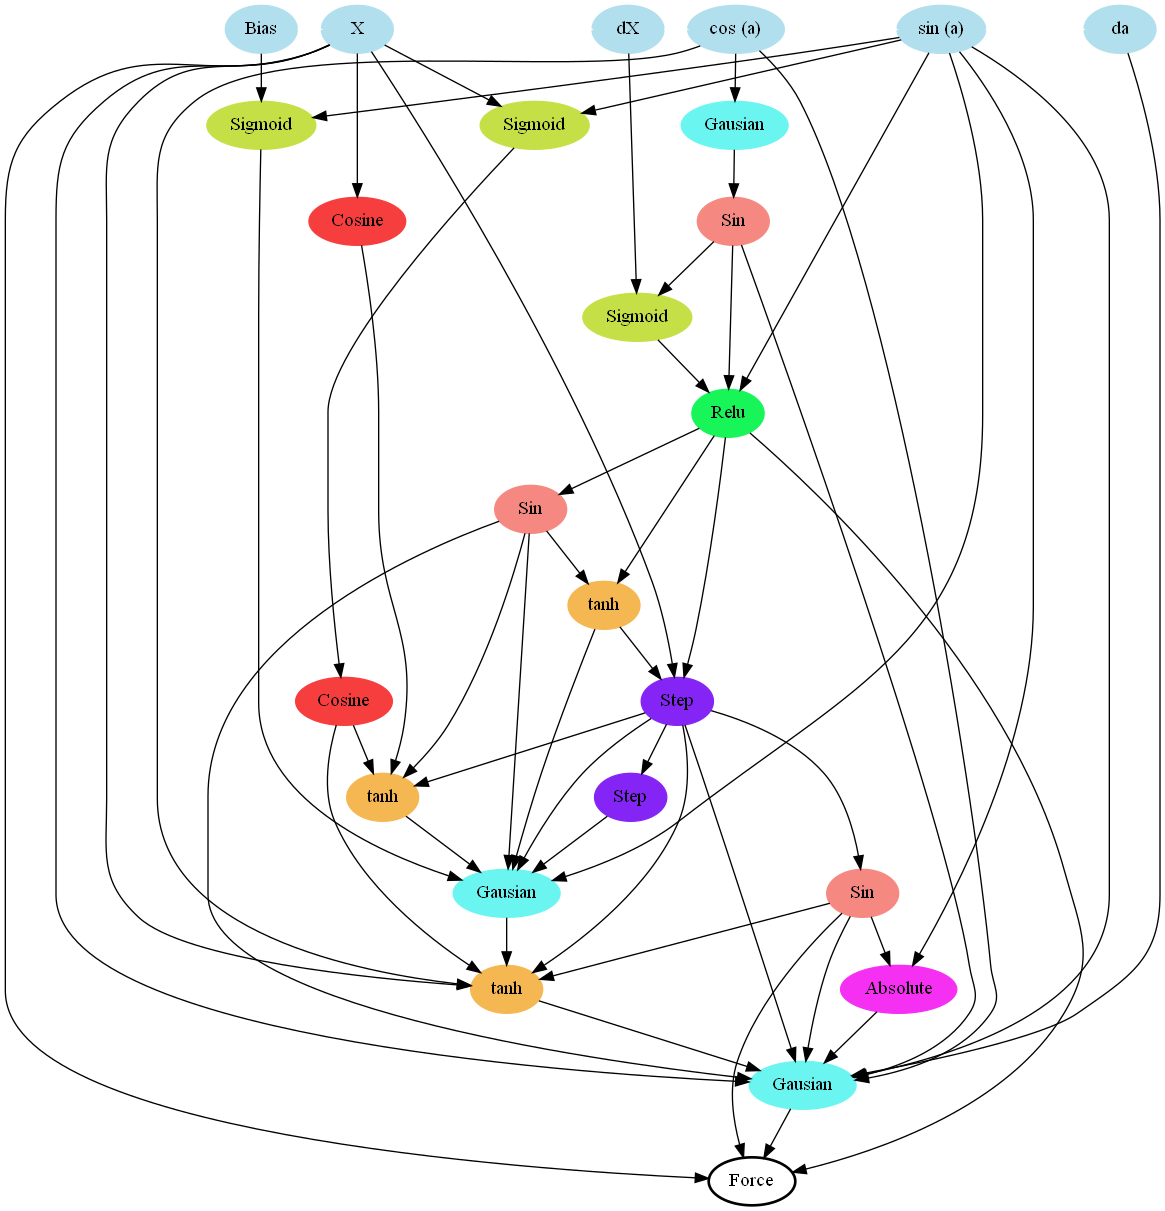 Bias
X
dX
cos (a)
sin (a)
da
Sigmoid
Sigmoid
Gausian
Cosine
Sin
Sigmoid
Relu
Sin
tanh
Cosine
Step
tanh
Step
Gausian
Sin
tanh
Absolute
Gausian
Force